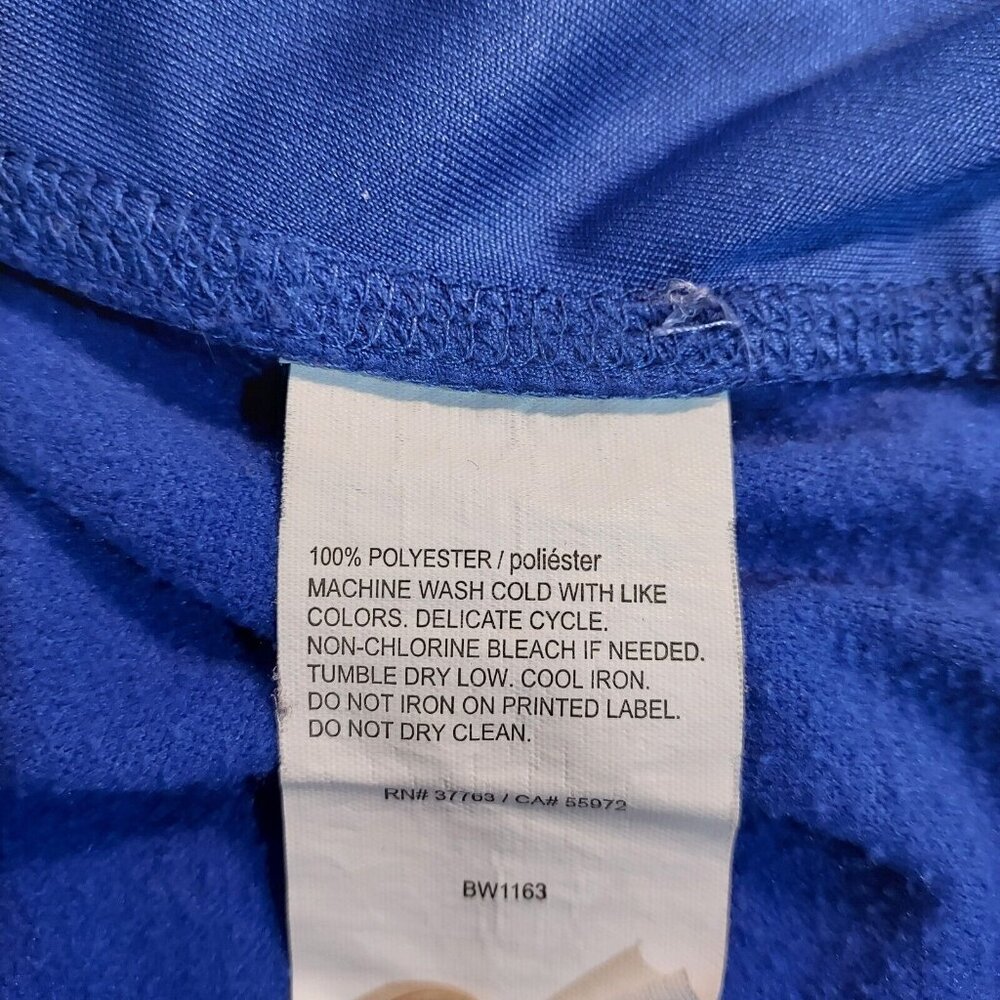 100% POLYESTER / poliéster
MACHINE WASH COLD WITH LIKE
COLORS. DELICATE CYCLE.
NON-CHLORINE BLEACH IF NEEDED.
TUMBLE DRY LOW. COOL IRON.
DO NOT IRON ON PRINTED LABEL.
DO NOT DRY CLEAN.
RN# 37763 / CA# 55972
BW1163